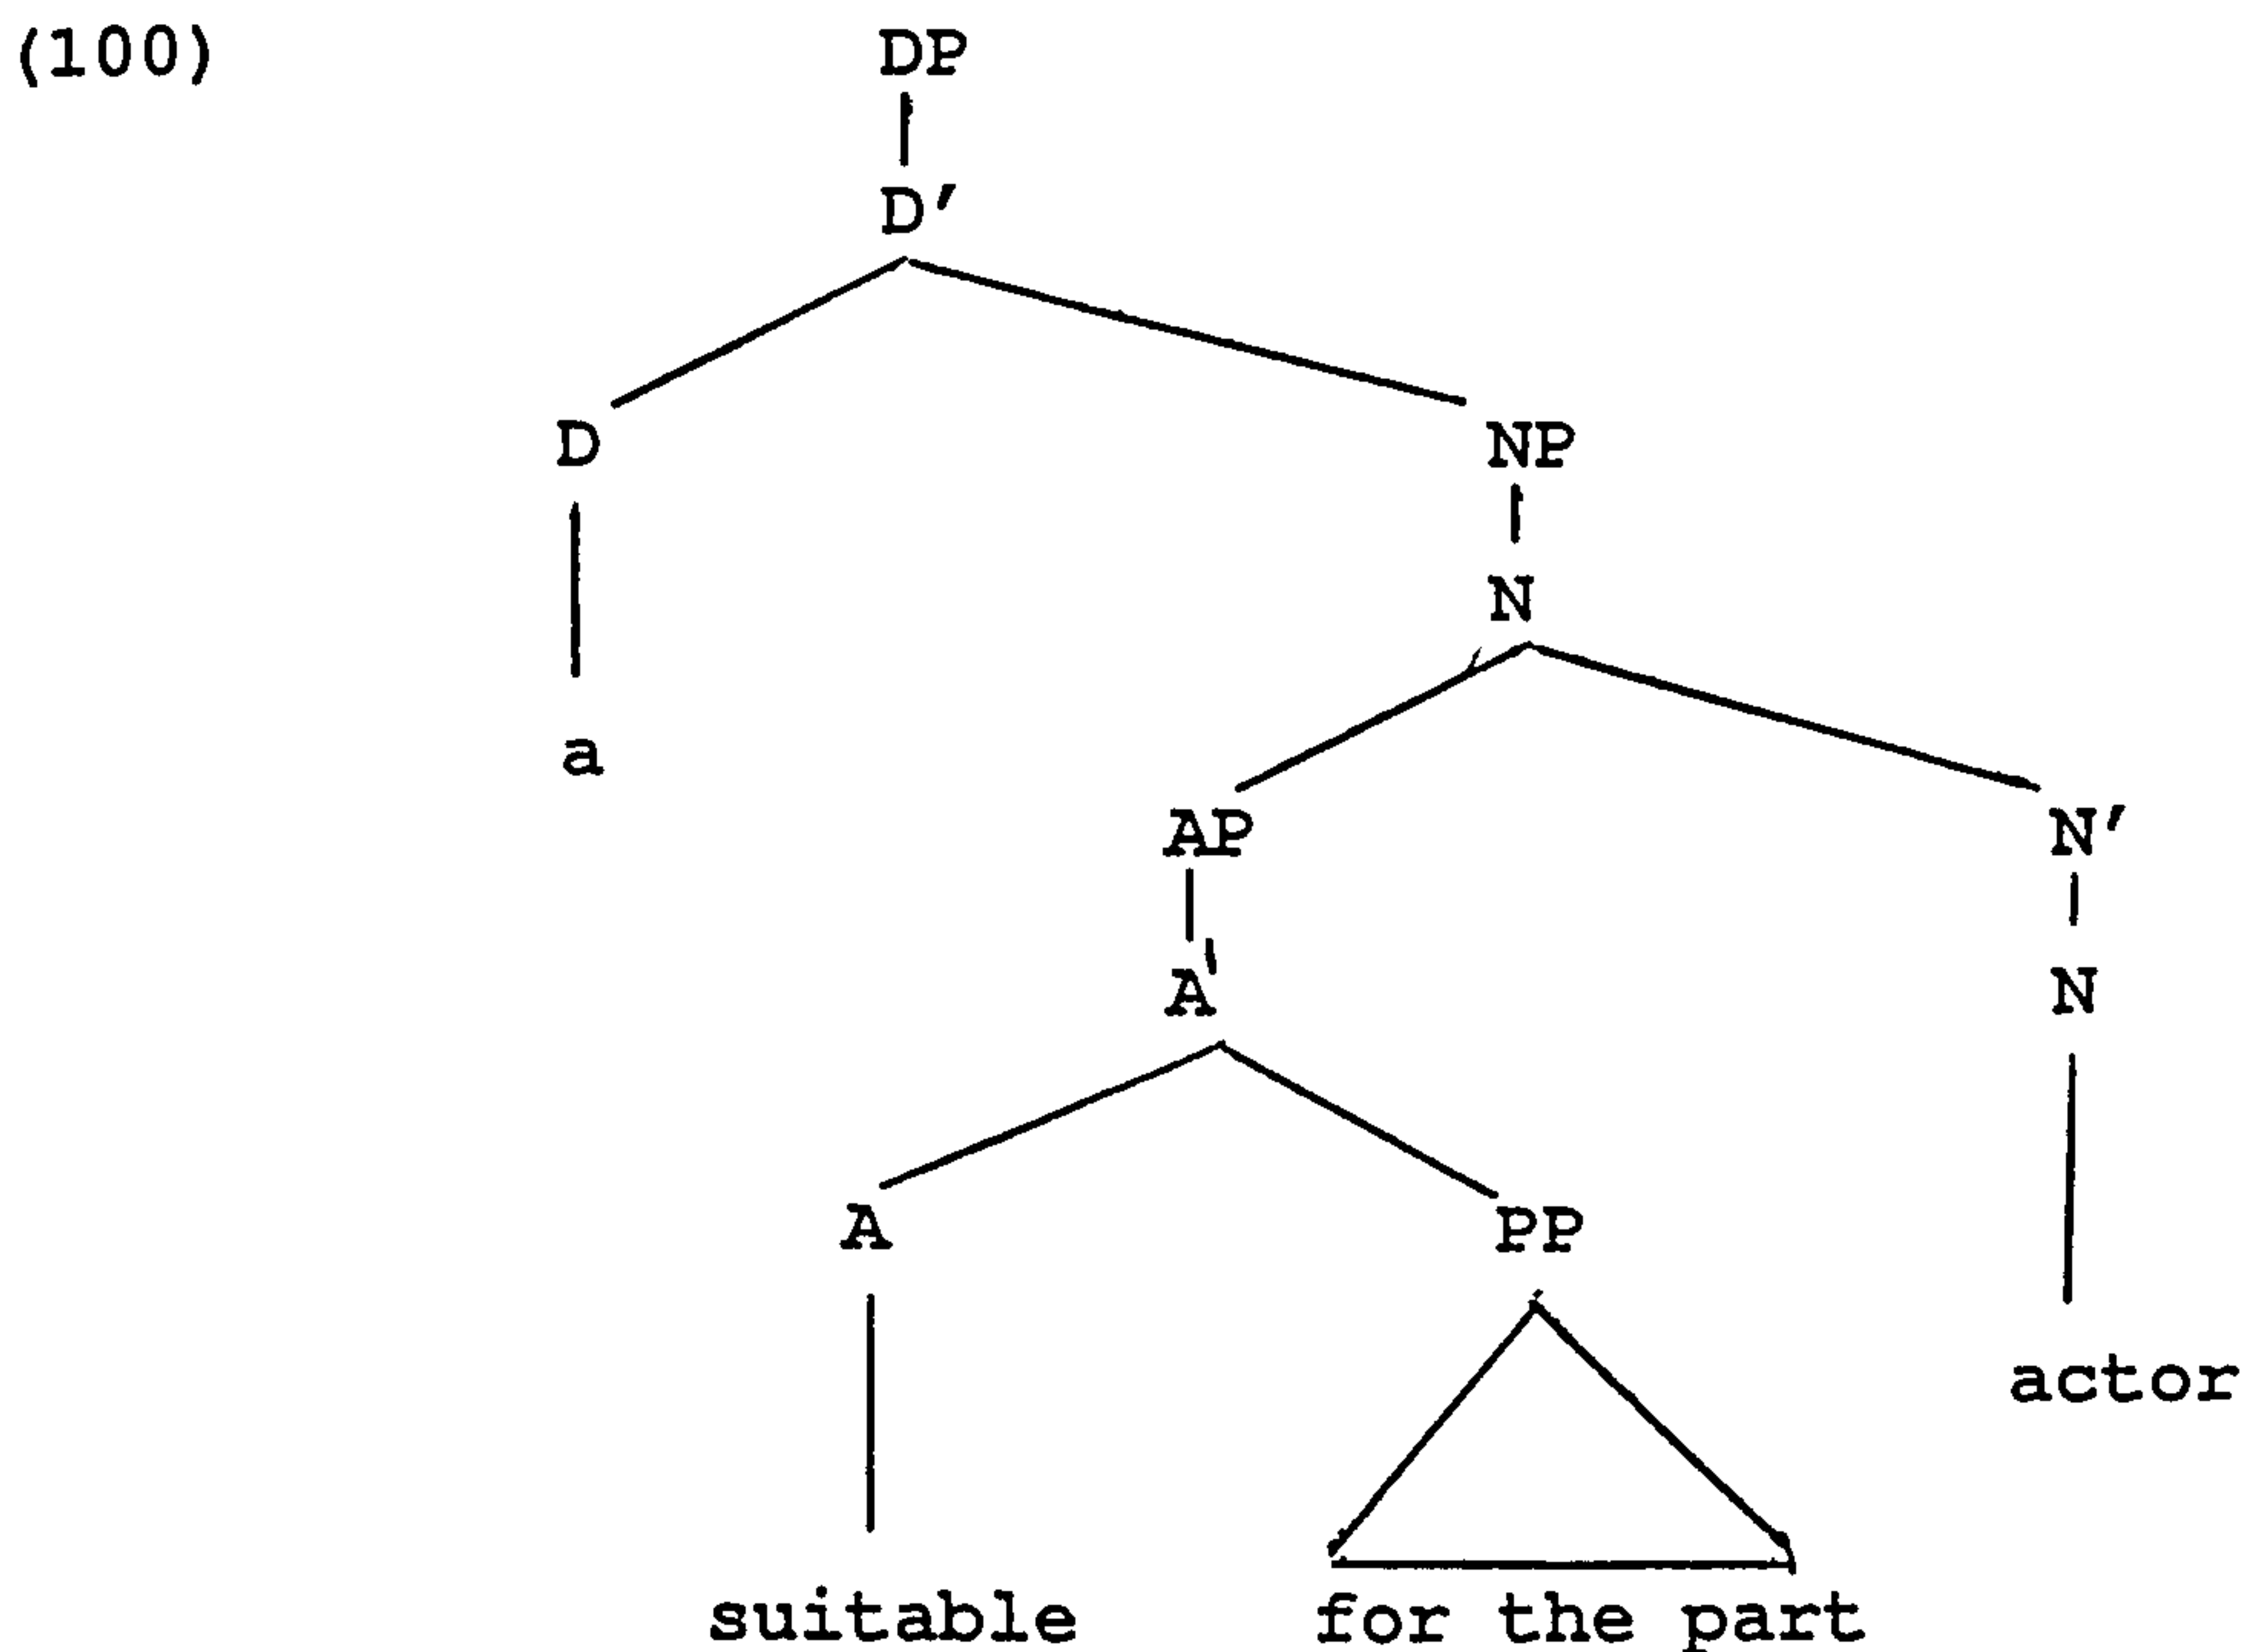 (100) DP
D'
D NP
N
a
AP N'
A' N
A PP
actor
suitable for the part